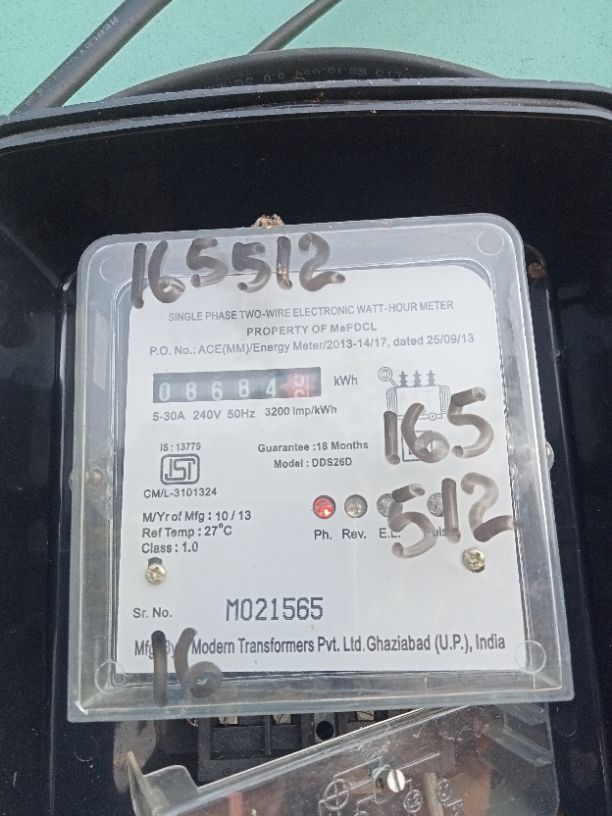 165512
SINGLE PHASE TWO-WIRE ELECTRONIC WATT-HOUR METER
PROPERTY OF MePDCL
P.O. No.: ACE(MM)/Energy Meter/2013-14/17, dated 25/09/13
08684 kWh
5-30A 240V 50Hz 3200 Imp/kWh
165
IS : 13779
Guarantee : 18 Months
Model : DDS26D
CM/L-3101324
M/Yr of Mfg : 10 / 13
Ref Temp : 27°C
Class : 1.0
512
Ph. Rev. E.L.
Sr. No. M021565
Mfg. By Modern Transformers Pvt. Ltd. Ghaziabad (U.P.), India
16